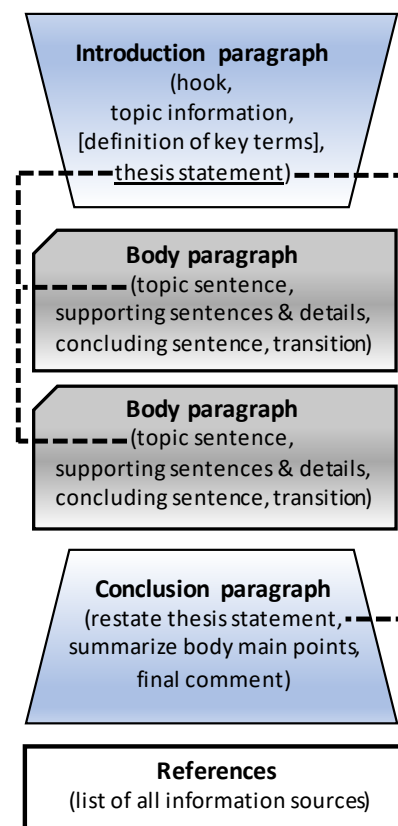 Introduction paragraph
(hook,
topic information,
[definition of key terms],
thesis statement)
Body paragraph
(topic sentence,
supporting sentences & details,
concluding sentence, transition)
Body paragraph
(topic sentence,
supporting sentences & details,
concluding sentence, transition)
Conclusion paragraph
(restate thesis statement,
summarize body main points,
final comment)
References
(list of all information sources)